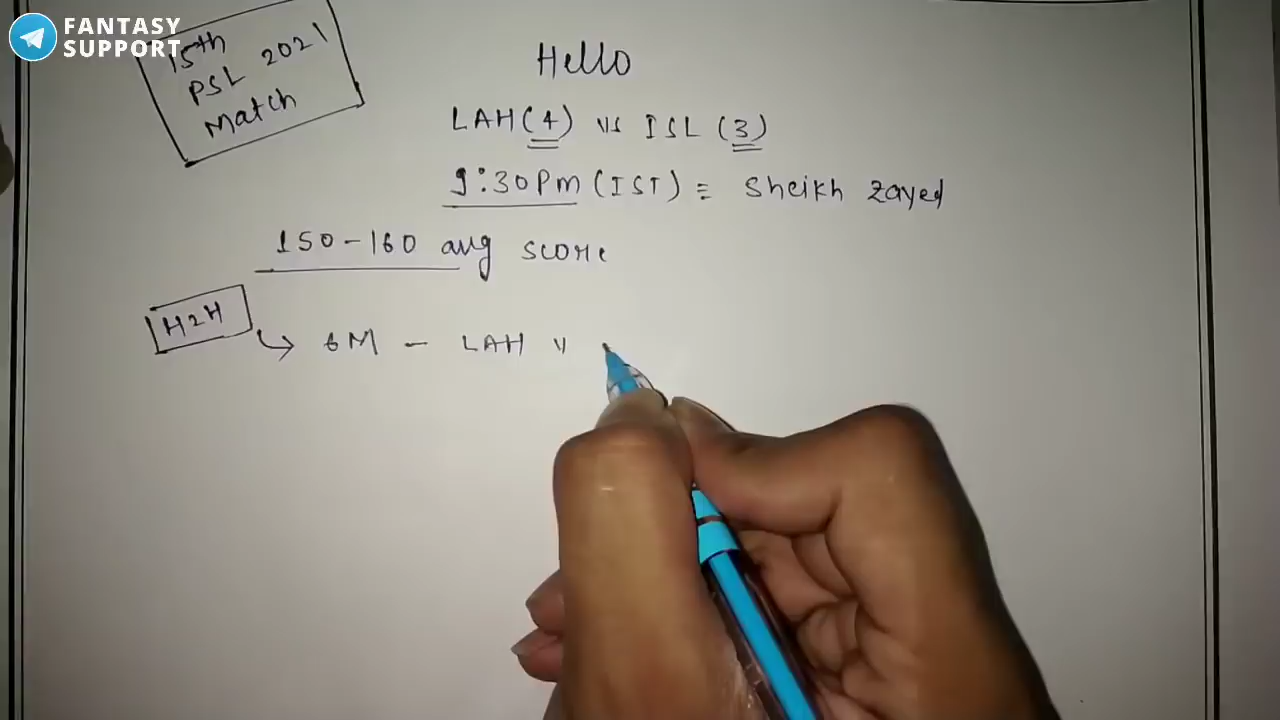 FANTASY
SUPPORT
15th
PSL 2021
Match
Hello
LAH (4) vs ISL (3)
9:30Pm (IST) = Sheikh Zayed
150-160 avg score
H2H
6M - LAH v